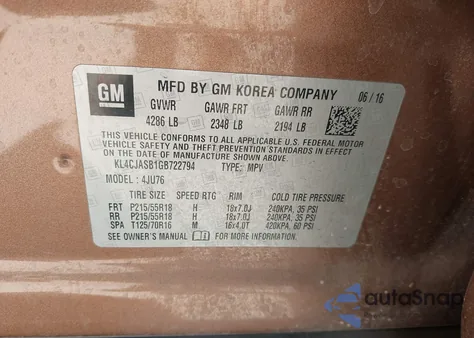 GM
MFD BY GM KOREA COMPANY 06 / 16
GVWR GAWR FRT GAWR RR
4286 LB 2348 LB 2194 LB
THIS VEHICLE CONFORMS TO ALL APPLICABLE U.S. FEDERAL MOTOR
VEHICLE SAFETY AND THEFT PREVENTION STANDARDS IN EFFECT ON THE
DATE OF MANUFACTURE SHOWN ABOVE.
KL4CJASB1GB722794 TYPE: MPV
MODEL : 4JU76
TIRE SIZE SPEED RTG RIM COLD TIRE PRESSURE
FRT P215/55R18 H 18x7.0J 240KPA, 35 PSI
RR P215/55R18 H 18x7.0J 240KPA, 35 PSI
SPA T125/70R16 M 16x4.0T 420KPA, 60 PSI
SEE OWNER'S MANUAL FOR MORE INFORMATION.
autoSnap